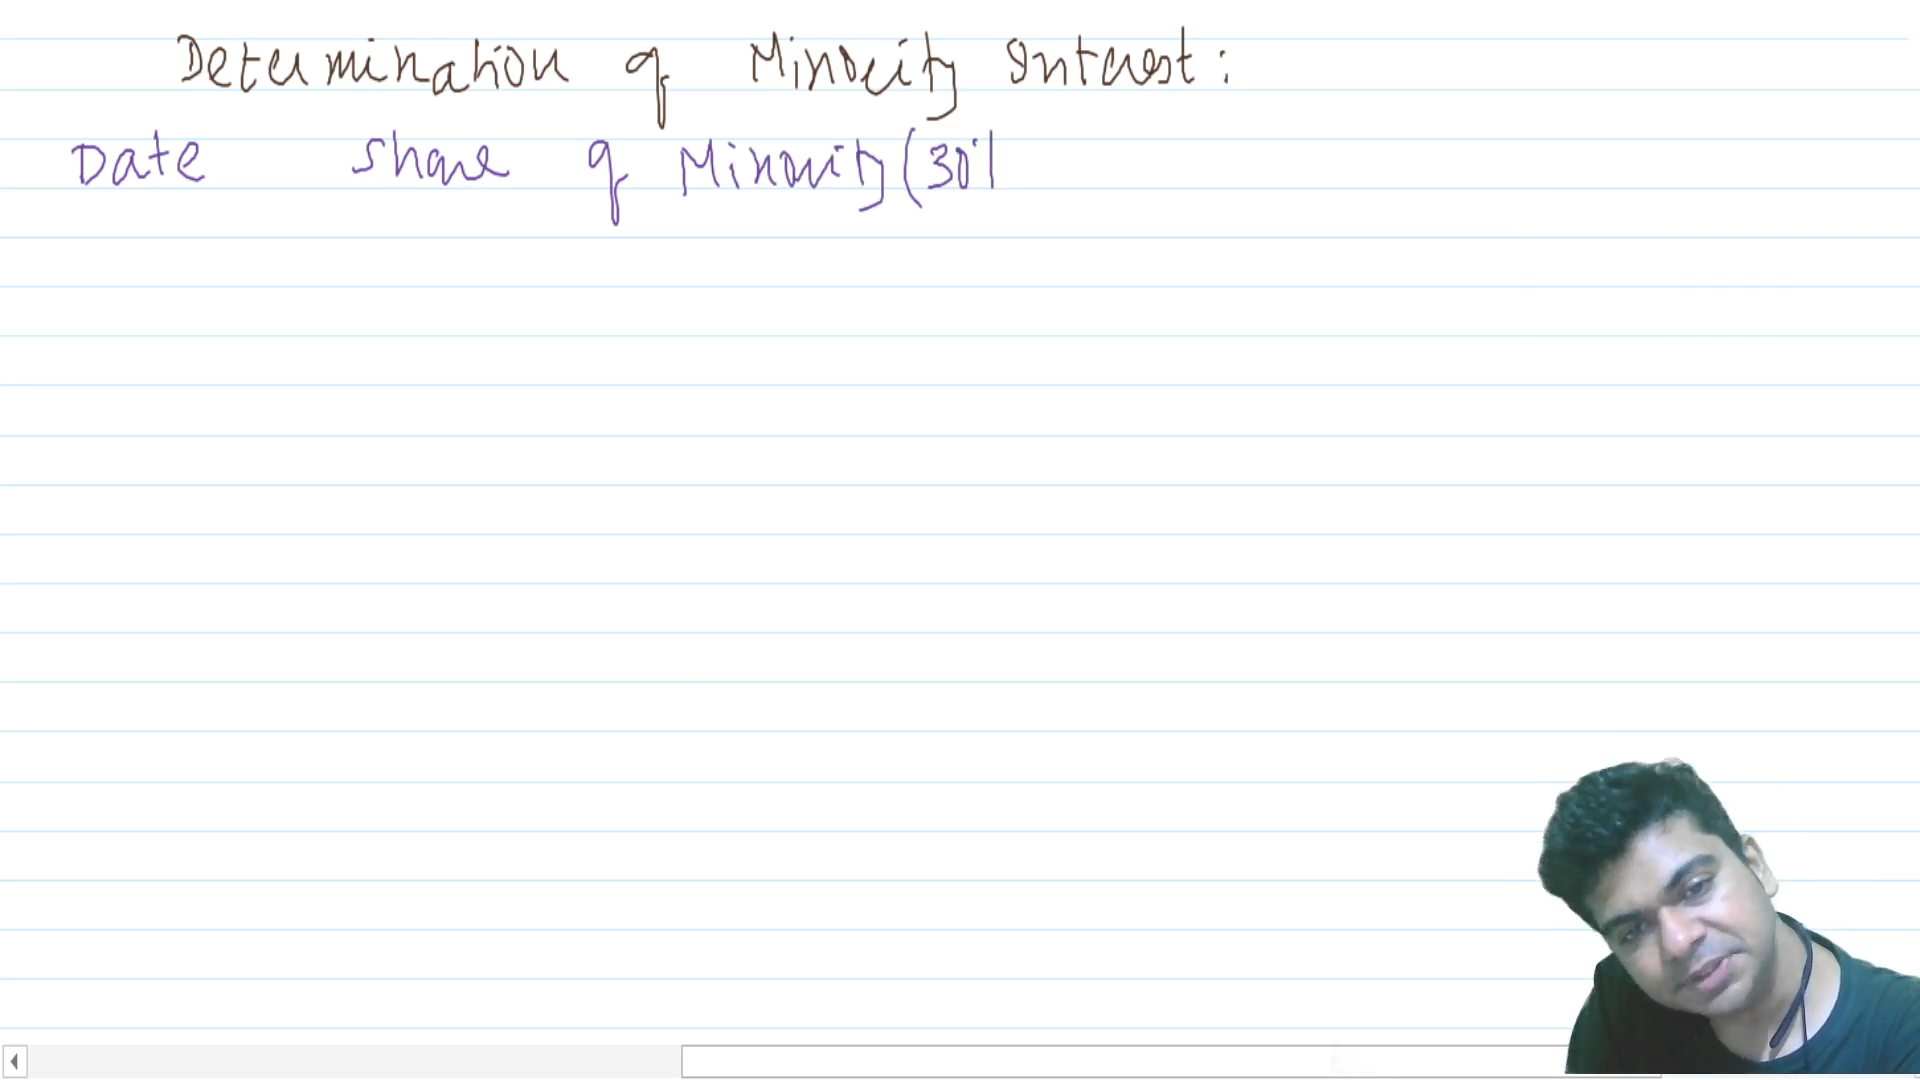 Determination of Minority Interest:
Date Share of Minority (30%